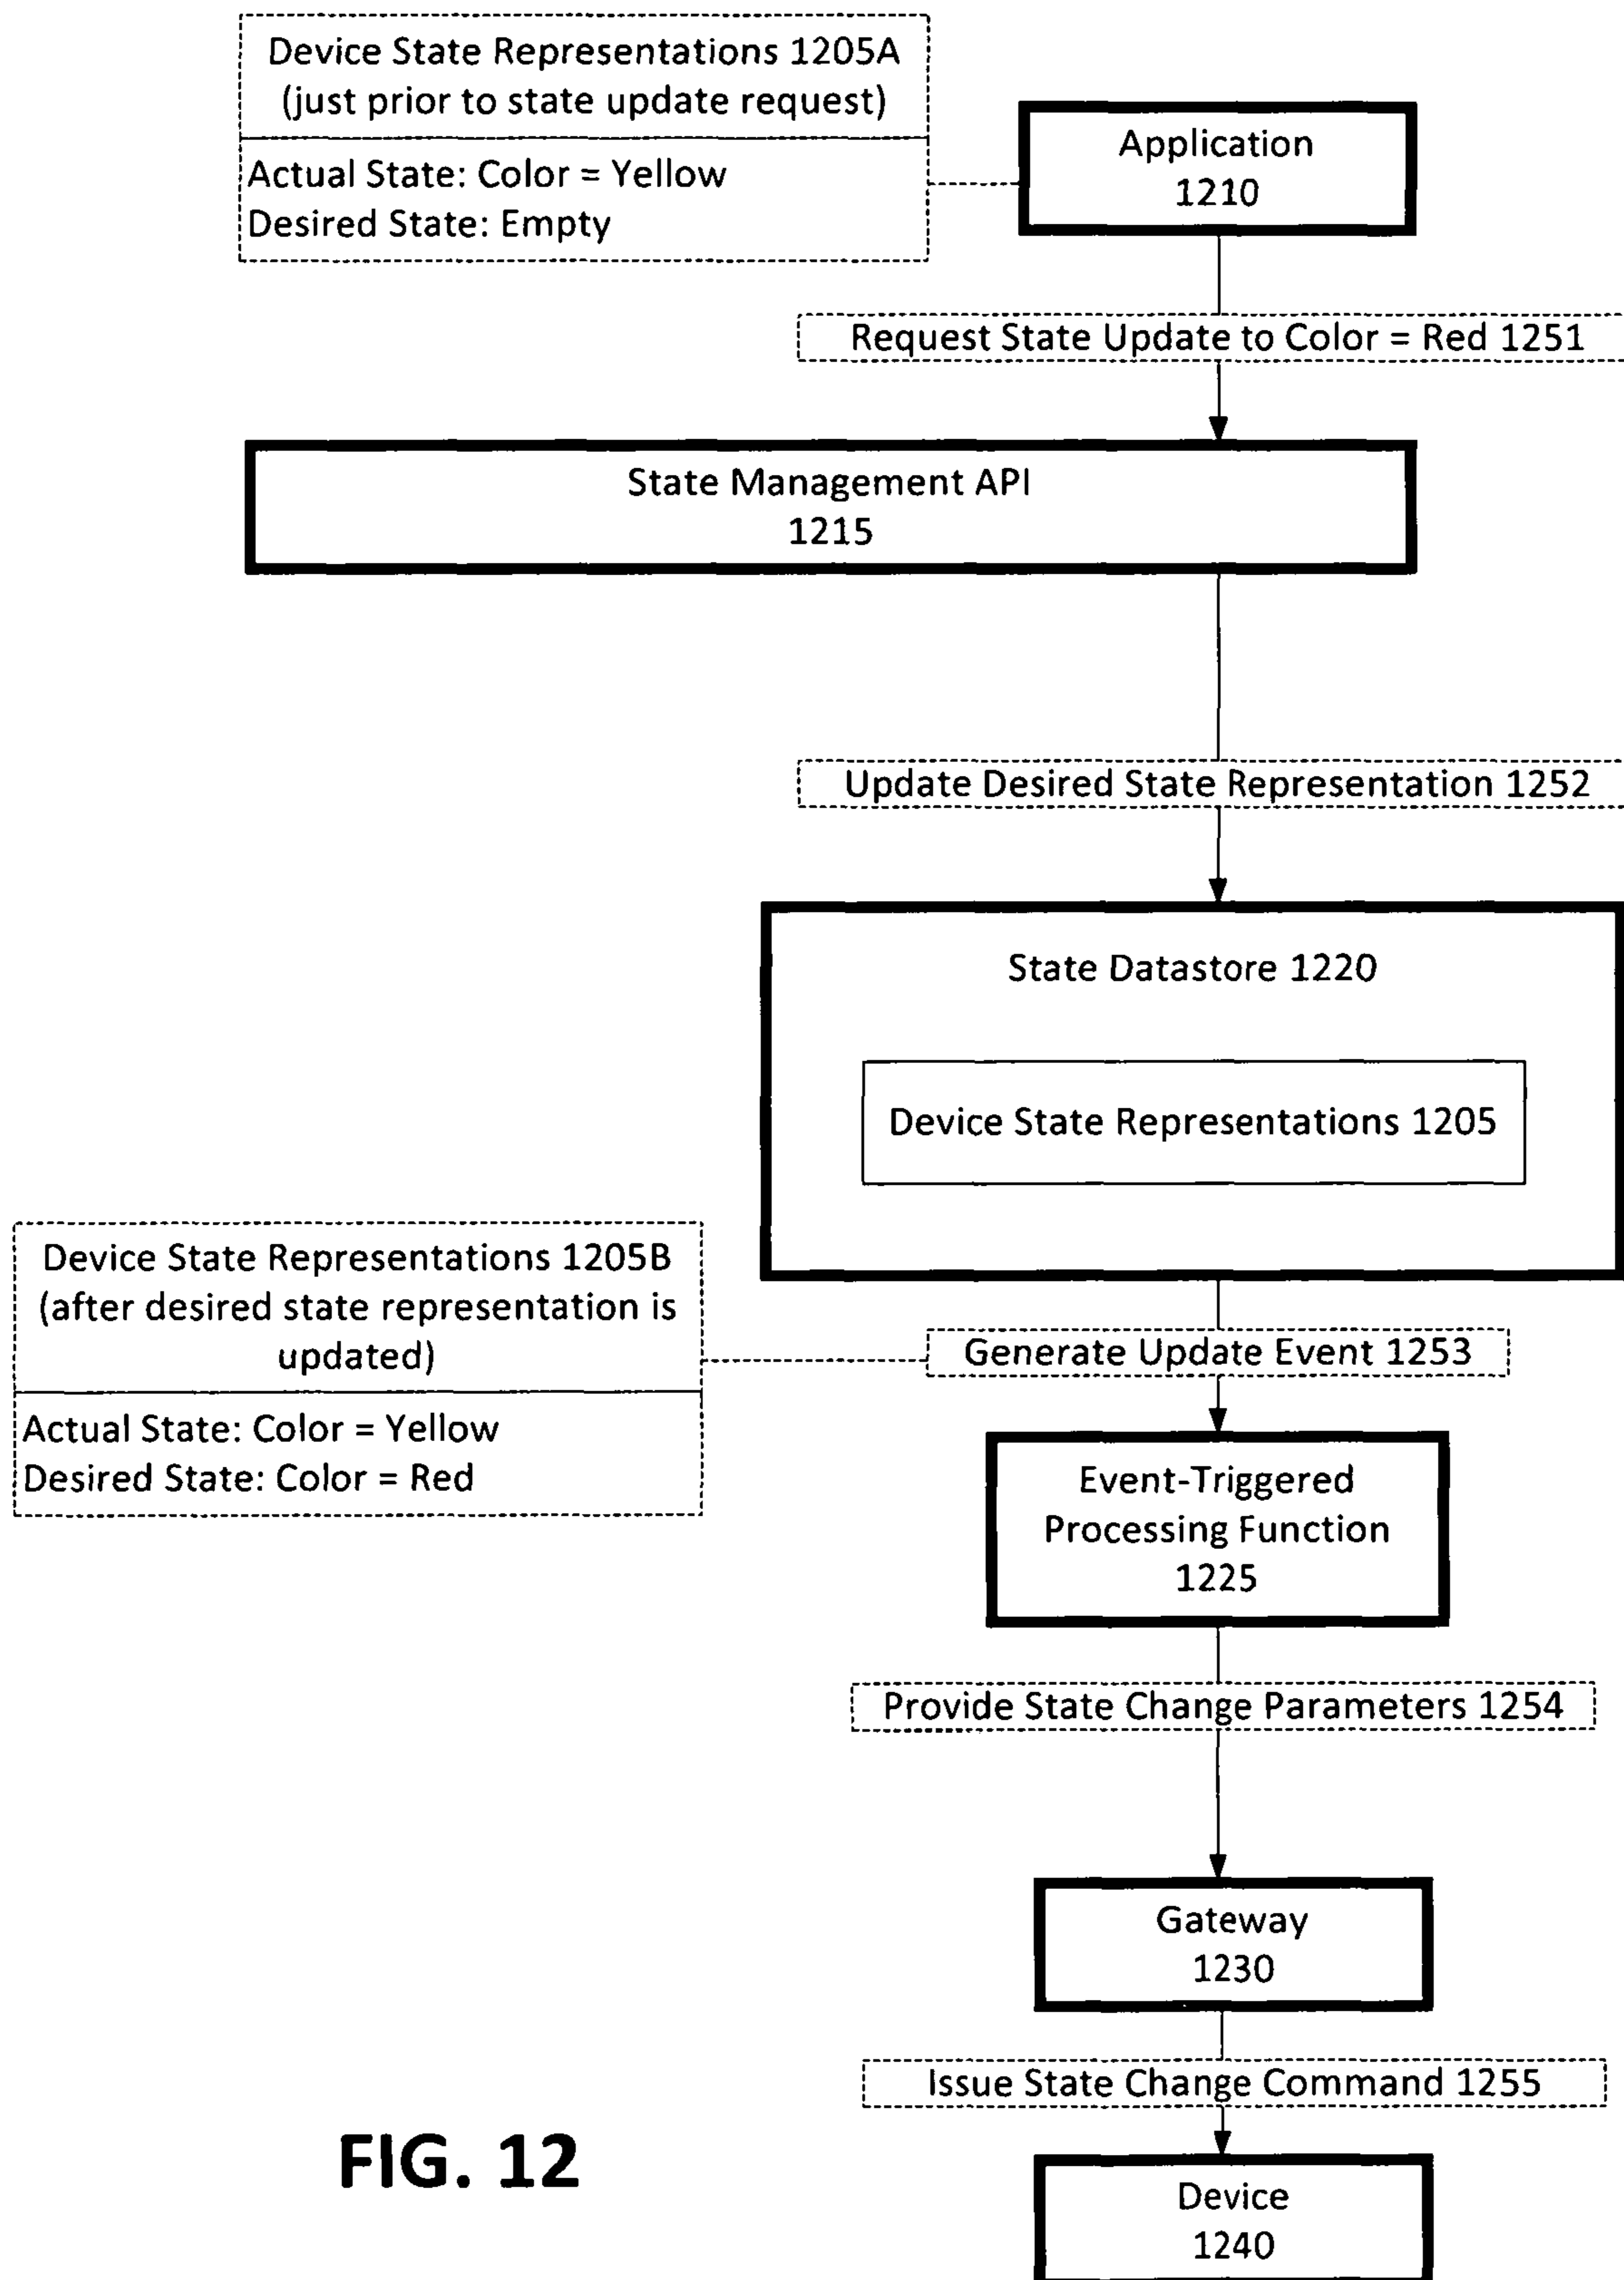 Device State Representations 1205A
(just prior to state update request)
Actual State: Color = Yellow
Desired State: Empty
Application
1210
Request State Update to Color = Red 1251
State Management API
1215
Update Desired State Representation 1252
State Datastore 1220
Device State Representations 1205
Device State Representations 1205B
(after desired state representation is
updated)
Actual State: Color = Yellow
Desired State: Color = Red
Generate Update Event 1253
Event-Triggered
Processing Function
1225
Provide State Change Parameters 1254
Gateway
1230
Issue State Change Command 1255
FIG. 12
Device
1240